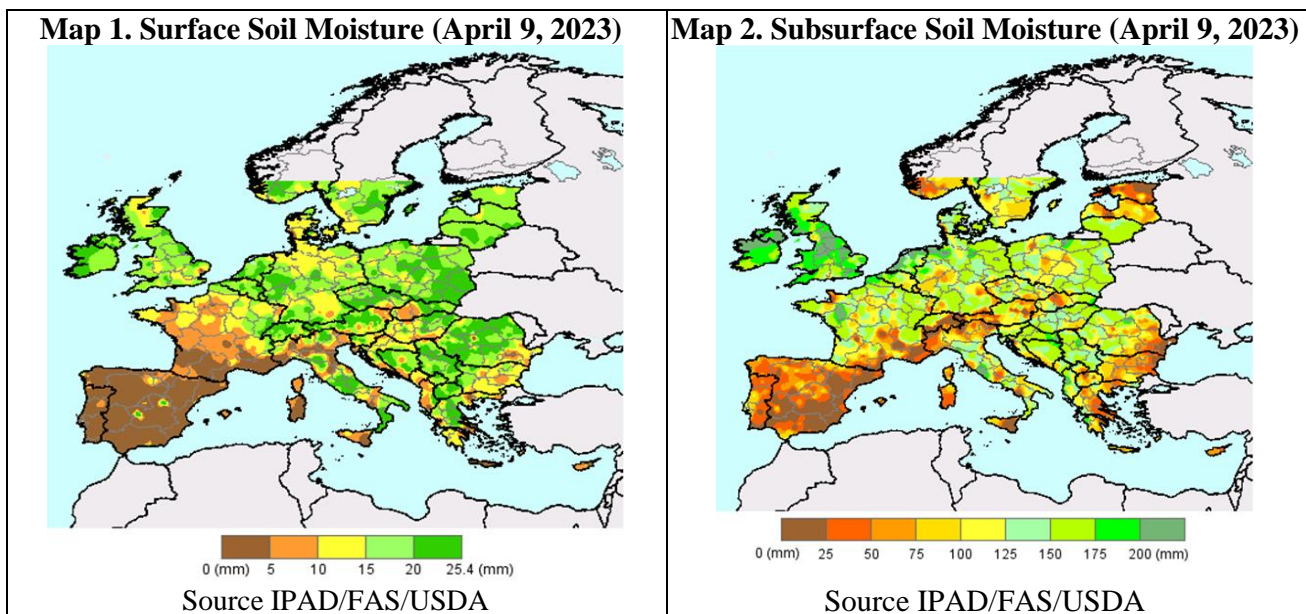 Map 1. Surface Soil Moisture (April 9, 2023)
0 (mm) 5 10 15 20 25.4 (mm)
Source IPAD/FAS/USDA
Map 2. Subsurface Soil Moisture (April 9, 2023)
0 (mm) 25 50 75 100 125 150 175 200 (mm)
Source IPAD/FAS/USDA